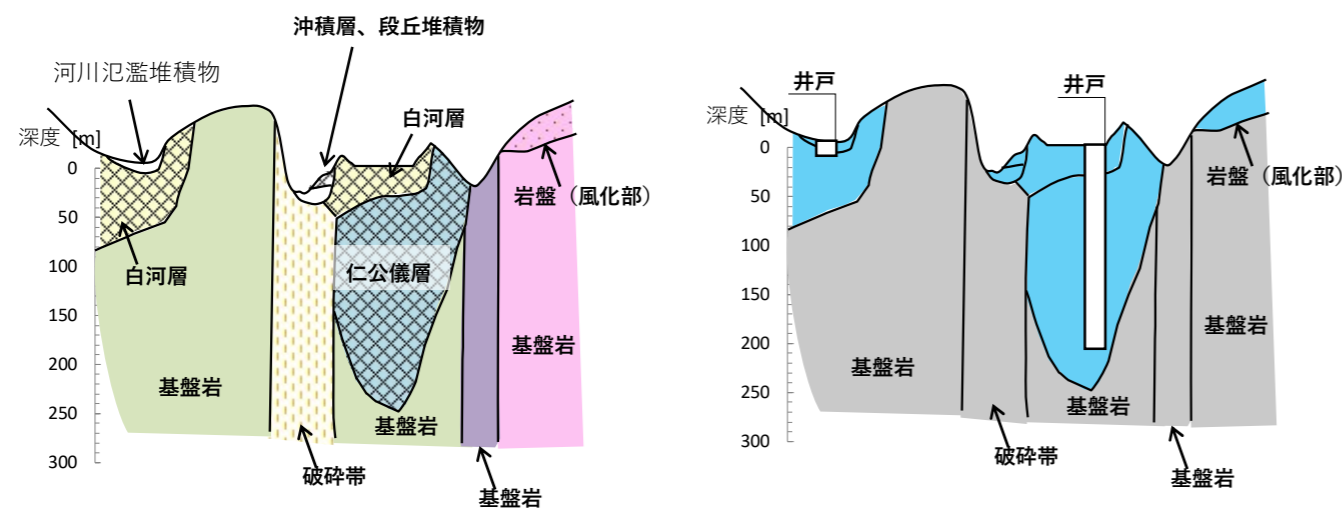 沖積層、段丘堆積物
河川氾濫堆積物
白河層
深度 [m]
0
50
100
150
200
250
300
岩盤（風化部）
白河層
仁公儀層
基盤岩
基盤岩
基盤岩
破砕帯
基盤岩
井戸
井戸
深度 [m]
0
50
100
150
200
250
300
岩盤（風化部）
基盤岩
基盤岩
基盤岩
破砕帯
基盤岩